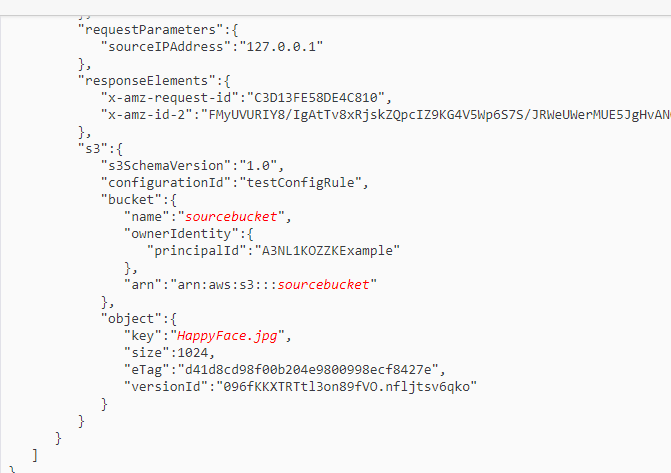 },
"requestParameters":{
"sourceIPAddress":"127.0.0.1"
},
"responseElements":{
"x-amz-request-id":"C3D13FE58DE4C810",
"x-amz-id-2":"FMyUVURIY8/IgAtTv8xRjskZQpcIZ9KG4V5Wp6S7S/JRWeUWerMUE5JgHvAN
},
"s3":{
"s3SchemaVersion":"1.0",
"configurationId":"testConfigRule",
"bucket":{
"name":"sourcebucket",
"ownerIdentity":{
"principalId":"A3NL1KOZZKExample"
},
"arn":"arn:aws:s3:::sourcebucket"
},
"object":{
"key":"HappyFace.jpg",
"size":1024,
"eTag":"d41d8cd98f00b204e9800998ecf8427e",
"versionId":"096fKKXTRTtl3on89fVO.nfljtsv6qko"
}
}
}
]
}